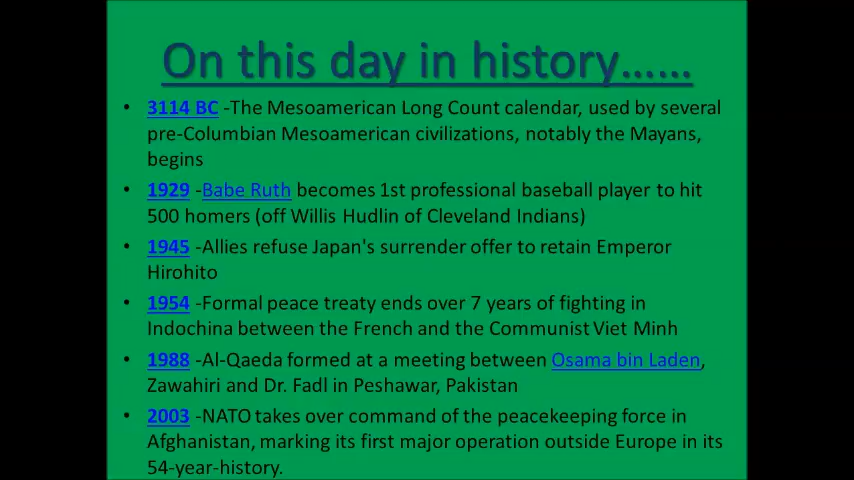 On this day in history……
• 3114 BC -The Mesoamerican Long Count calendar, used by several
pre-Columbian Mesoamerican civilizations, notably the Mayans,
begins
• 1929 -Babe Ruth becomes 1st professional baseball player to hit
500 homers (off Willis Hudlin of Cleveland Indians)
• 1945 -Allies refuse Japan's surrender offer to retain Emperor
Hirohito
• 1954 -Formal peace treaty ends over 7 years of fighting in
Indochina between the French and the Communist Viet Minh
• 1988 -Al-Qaeda formed at a meeting between Osama bin Laden,
Zawahiri and Dr. Fadl in Peshawar, Pakistan
• 2003 -NATO takes over command of the peacekeeping force in
Afghanistan, marking its first major operation outside Europe in its
54-year-history.